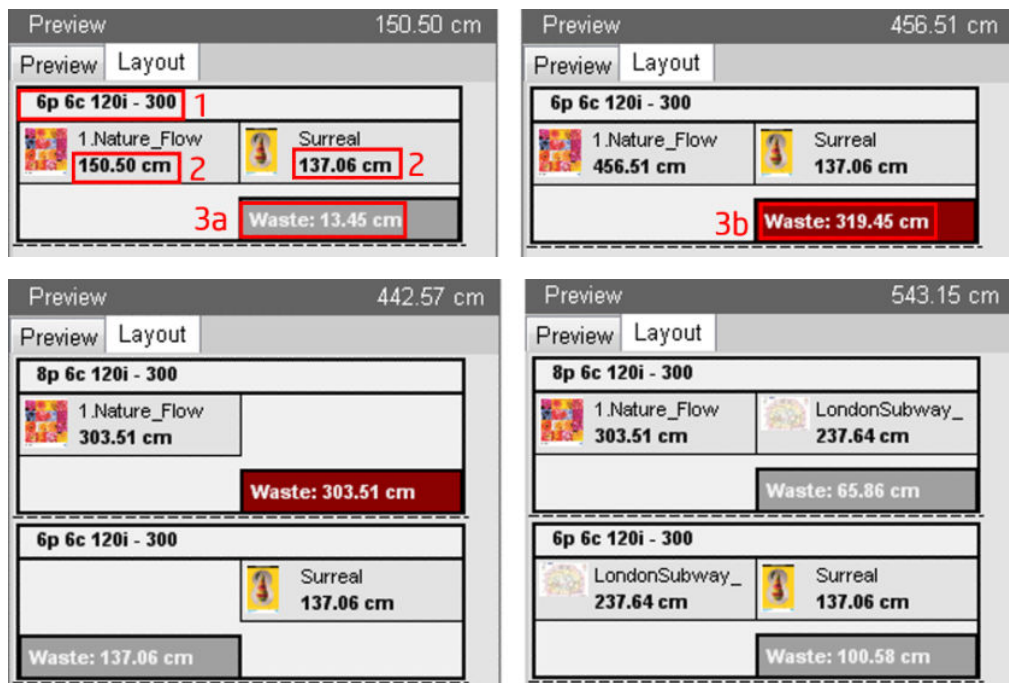 Preview 150.50 cm
Preview Layout
6p 6c 120i - 300 1
1.Nature_Flow Surreal
150.50 cm 2 137.06 cm 2
3a Waste: 13.45 cm
Preview 456.51 cm
Preview Layout
6p 6c 120i - 300
1.Nature_Flow Surreal
456.51 cm 137.06 cm
3b Waste: 319.45 cm
Preview 442.57 cm
Preview Layout
8p 6c 120i - 300
1.Nature_Flow
303.51 cm
Waste: 303.51 cm
6p 6c 120i - 300
Surreal
137.06 cm
Waste: 137.06 cm
Preview 543.15 cm
Preview Layout
8p 6c 120i - 300
1.Nature_Flow LondonSubway_
303.51 cm 237.64 cm
Waste: 65.86 cm
6p 6c 120i - 300
LondonSubway_ Surreal
237.64 cm 137.06 cm
Waste: 100.58 cm